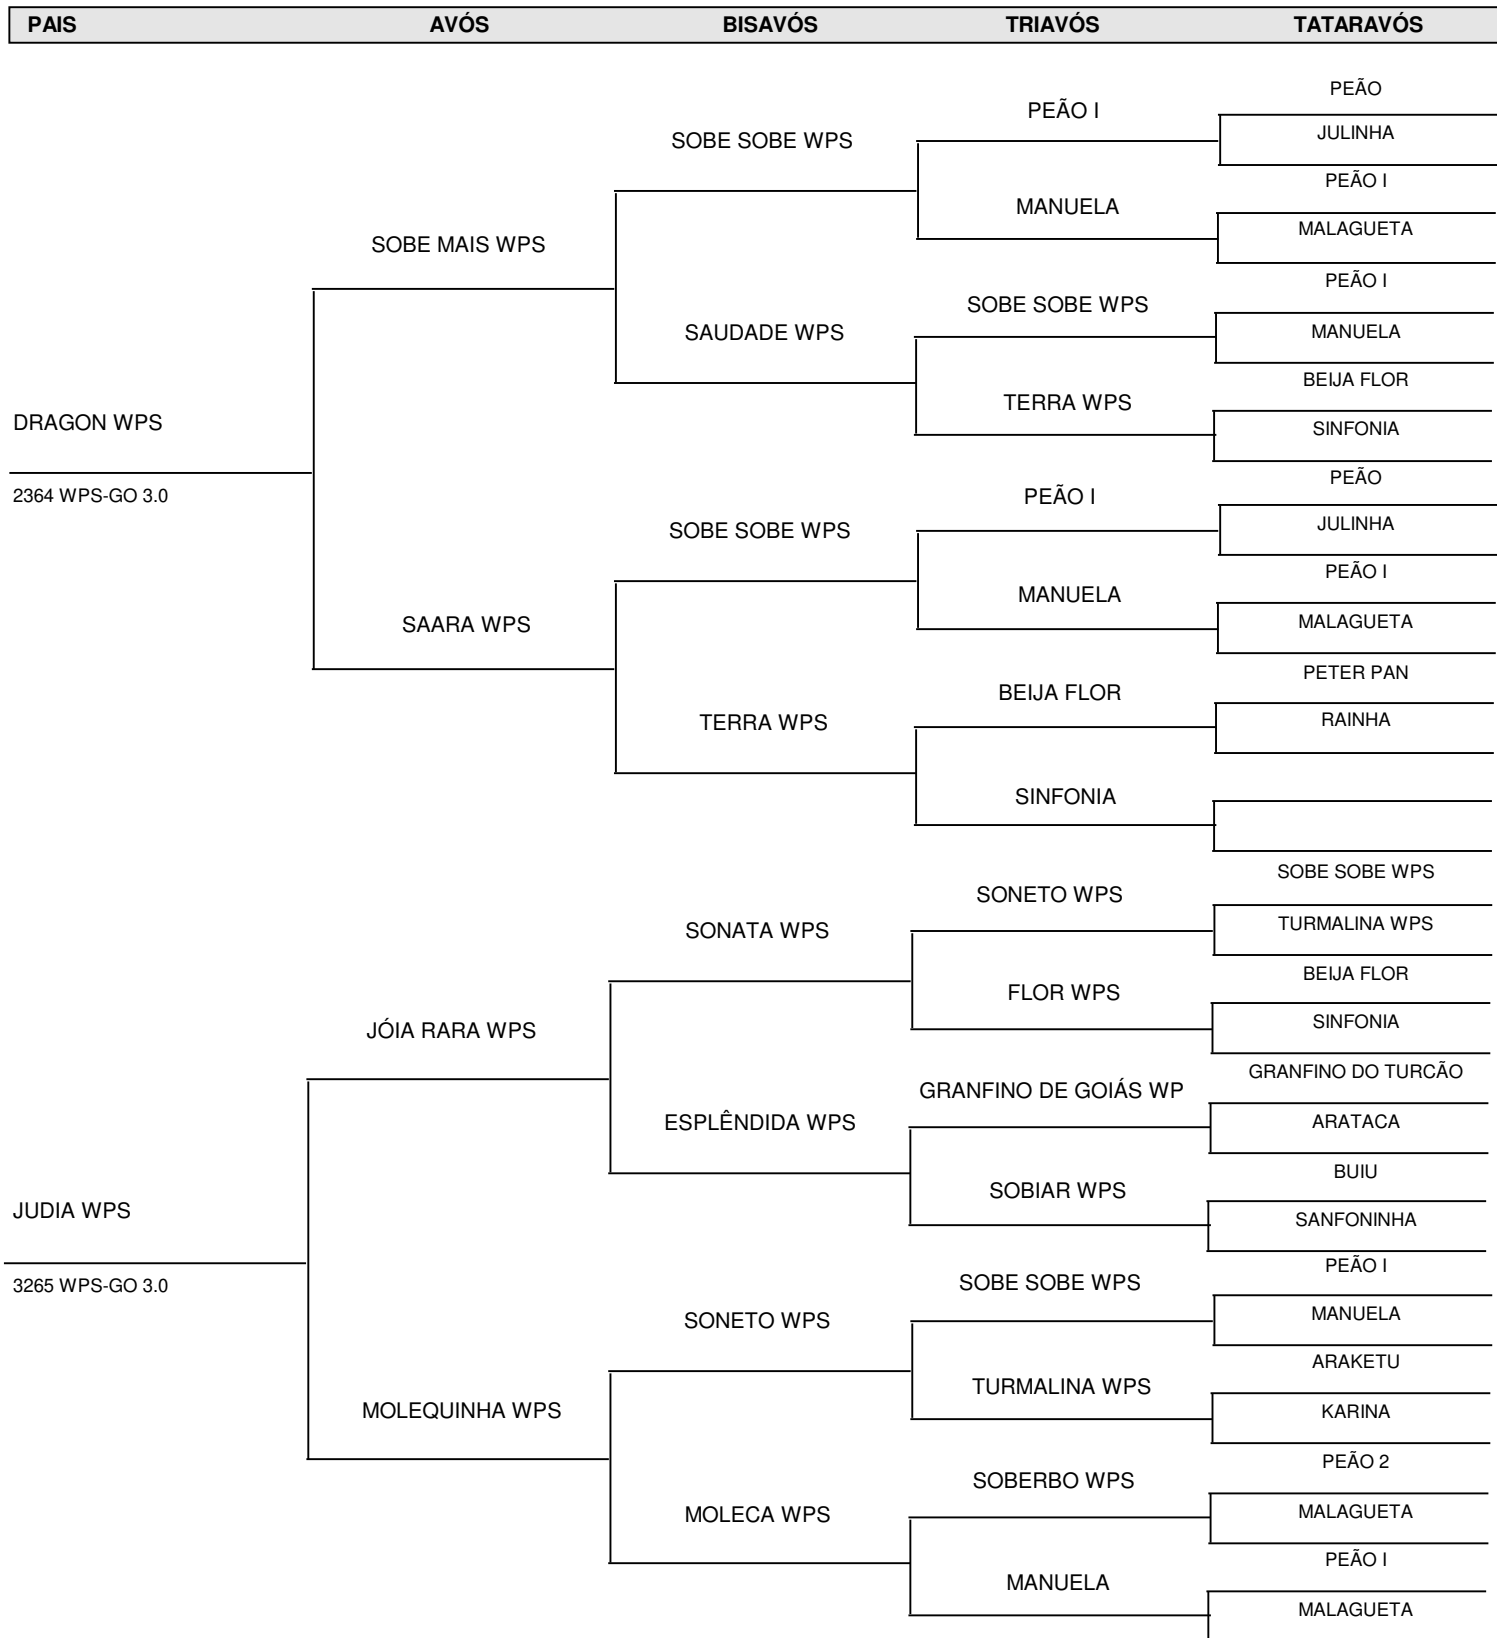 PAIS AVÓS BISAVÓS TRIAVÓS TATARAVÓS
PEÃO
PEÃO I
JULINHA
SOBE SOBE WPS
PEÃO I
MANUELA
MALAGUETA
SOBE MAIS WPS
PEÃO I
SOBE SOBE WPS
MANUELA
SAUDADE WPS
BEIJA FLOR
TERRA WPS
SINFONIA
DRAGON WPS
2364 WPS-GO 3.0
PEÃO
PEÃO I
JULINHA
SOBE SOBE WPS
PEÃO I
MANUELA
MALAGUETA
SAARA WPS
PETER PAN
BEIJA FLOR
RAINHA
TERRA WPS
SINFONIA
SOBE SOBE WPS
SONETO WPS
TURMALINA WPS
SONATA WPS
BEIJA FLOR
FLOR WPS
SINFONIA
JÓIA RARA WPS
GRANFINO DO TURCÃO
GRANFINO DE GOIÁS WP
ARATACA
ESPLÊNDIDA WPS
BUIU
SOBIAR WPS
SANFONINHA
JUDIA WPS
3265 WPS-GO 3.0
PEÃO I
SOBE SOBE WPS
MANUELA
SONETO WPS
ARAKETU
TURMALINA WPS
KARINA
MOLEQUINHA WPS
PEÃO 2
SOBERBO WPS
MALAGUETA
MOLECA WPS
PEÃO I
MANUELA
MALAGUETA